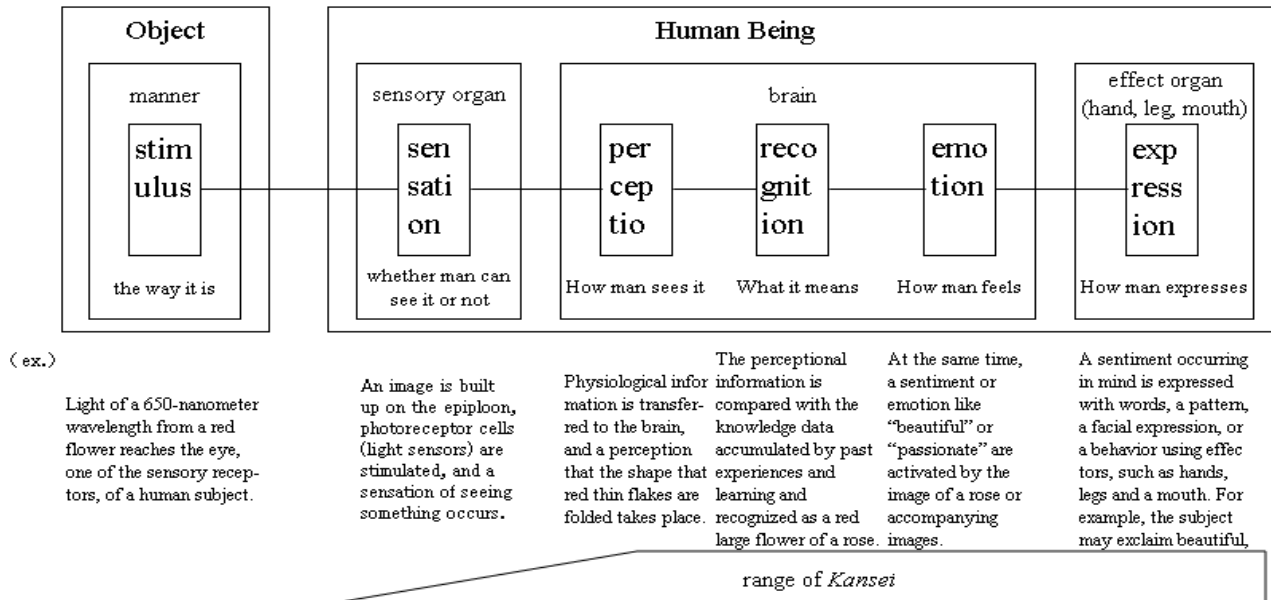 Object
Human Being
manner
stim
ulus
the way it is
sensory organ
sen
sati
on
whether man can
see it or not
brain
per
cep
tio
How man sees it
reco
gnit
ion
What it means
emo
tion
How man feels
effect organ
(hand, leg, mouth)
exp
ress
ion
How man expresses
(ex.)
Light of a 650-nanometer
wavelength from a red
flower reaches the eye,
one of the sensory recep-
tors, of a human subject.
An image is built
up on the epiploon,
photoreceptor cells
(light sensors) are
stimulated, and a
sensation of seeing
something occurs.
Physiological infor
mation is transfer-
red to the brain,
and a perception
that the shape that
red thin flakes are
folded takes place.
The perceptional
information is
compared with the
knowledge data
accumulated by past
experiences and
learning and
recognized as a red
large flower of a rose.
At the same time,
a sentiment or
emotion like
“beautiful” or
“passionate” are
activated by the
image of a rose or
accompanying
images.
A sentiment occurring
in mind is expressed
with words, a pattern,
a facial expression, or
a behavior using effec
tors, such as hands,
legs and a mouth. For
example, the subject
may exclaim beautiful,
range of Kansei